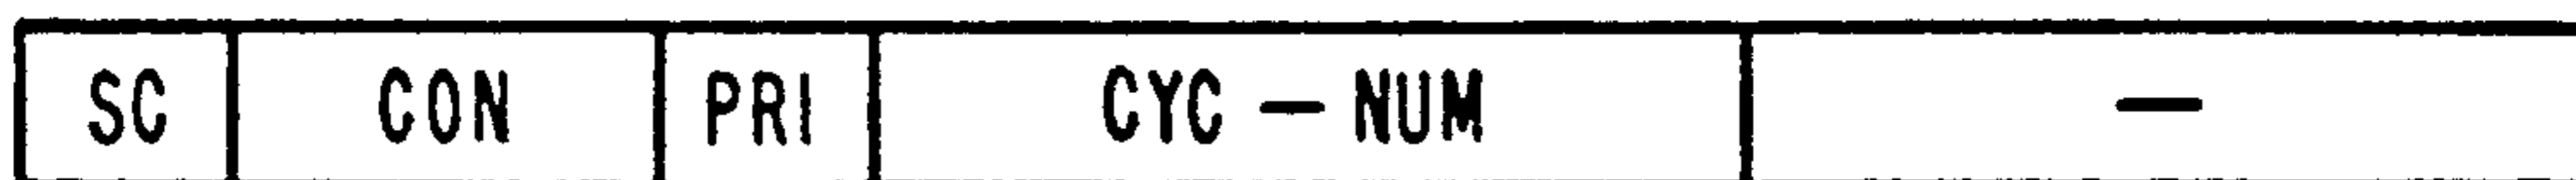 SC CON PRI CYC — NUM —